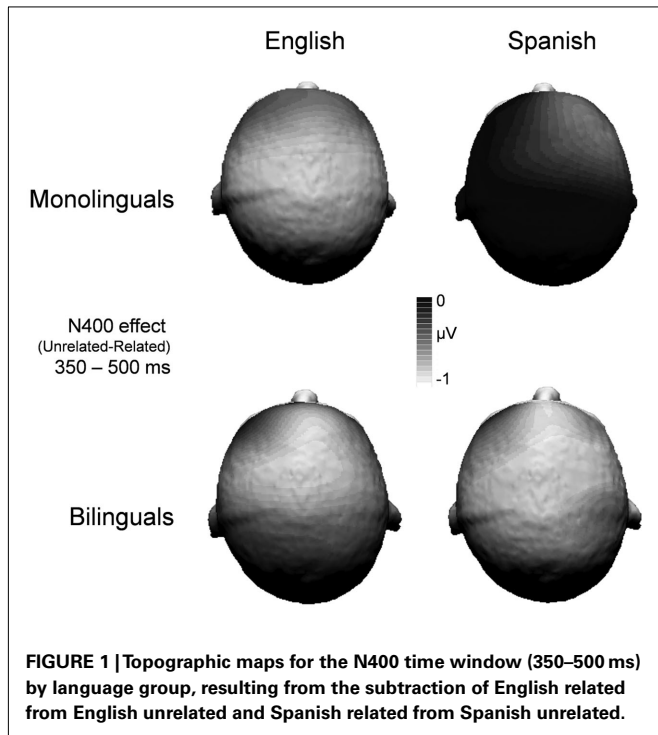 English Spanish
Monolinguals
N400 effect
(Unrelated-Related)
350 – 500 ms
0
µV
-1
Bilinguals
FIGURE 1 | Topographic maps for the N400 time window (350–500 ms)
by language group, resulting from the subtraction of English related
from English unrelated and Spanish related from Spanish unrelated.